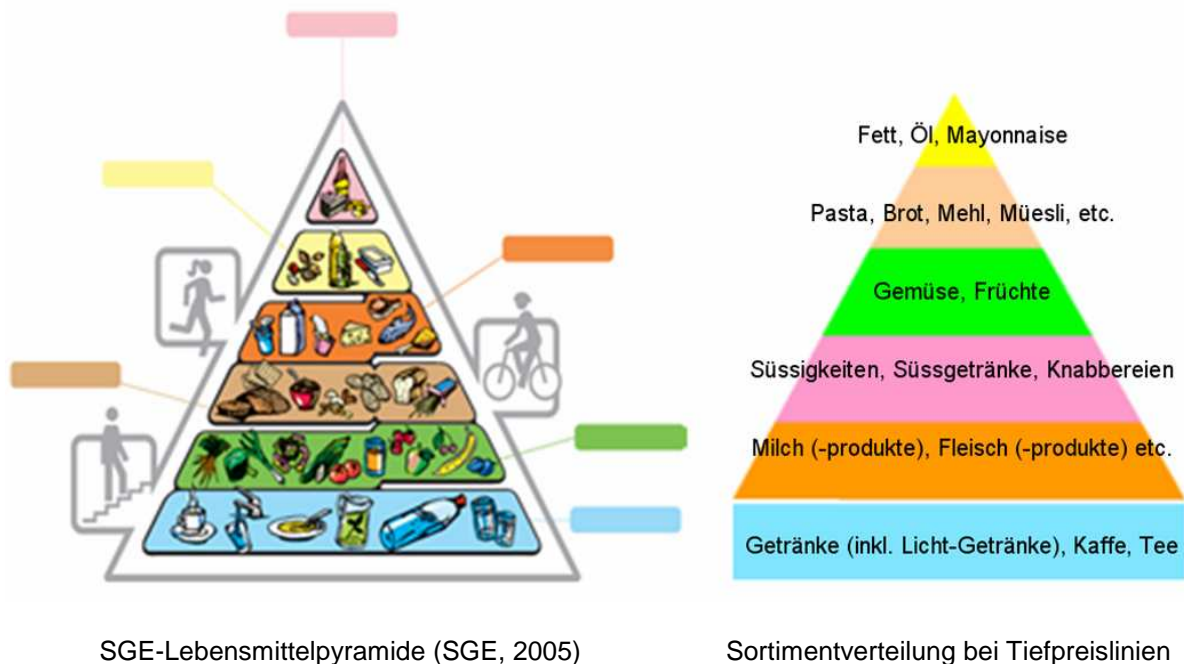 Fett, Öl, Mayonnaise
Pasta, Brot, Mehl, Müesli, etc.
Gemüse, Früchte
Süssigkeiten, Süssgetränke, Knabbereien
Milch (-produkte), Fleisch (-produkte) etc.
Getränke (inkl. Licht-Getränke), Kaffe, Tee
SGE-Lebensmittelpyramide (SGE, 2005)
Sortimentverteilung bei Tiefpreislinien